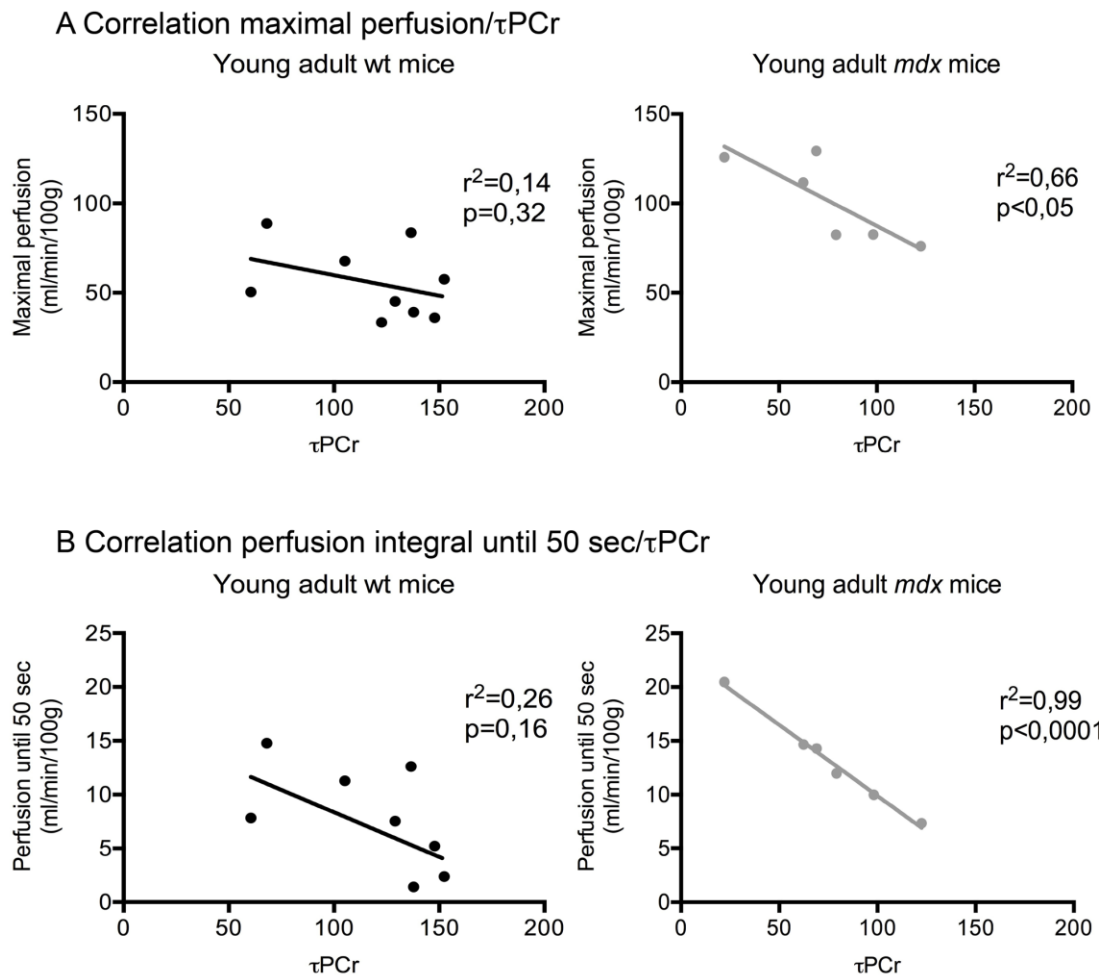 A Correlation maximal perfusion/τPCr
Young adult wt mice
Maximal perfusion
(ml/min/100g)
150
100
50
0
r²=0,14
p=0,32
0 50 100 150 200
τPCr
Young adult mdx mice
Maximal perfusion
(ml/min/100g)
150
100
50
0
r²=0,66
p<0,05
0 50 100 150 200
τPCr
B Correlation perfusion integral until 50 sec/τPCr
Young adult wt mice
Perfusion until 50 sec
(ml/min/100g)
25
20
15
10
5
0
r²=0,26
p=0,16
0 50 100 150 200
τPCr
Young adult mdx mice
Perfusion until 50 sec
(ml/min/100g)
25
20
15
10
5
0
r²=0,99
p<0,0001
0 50 100 150 200
τPCr